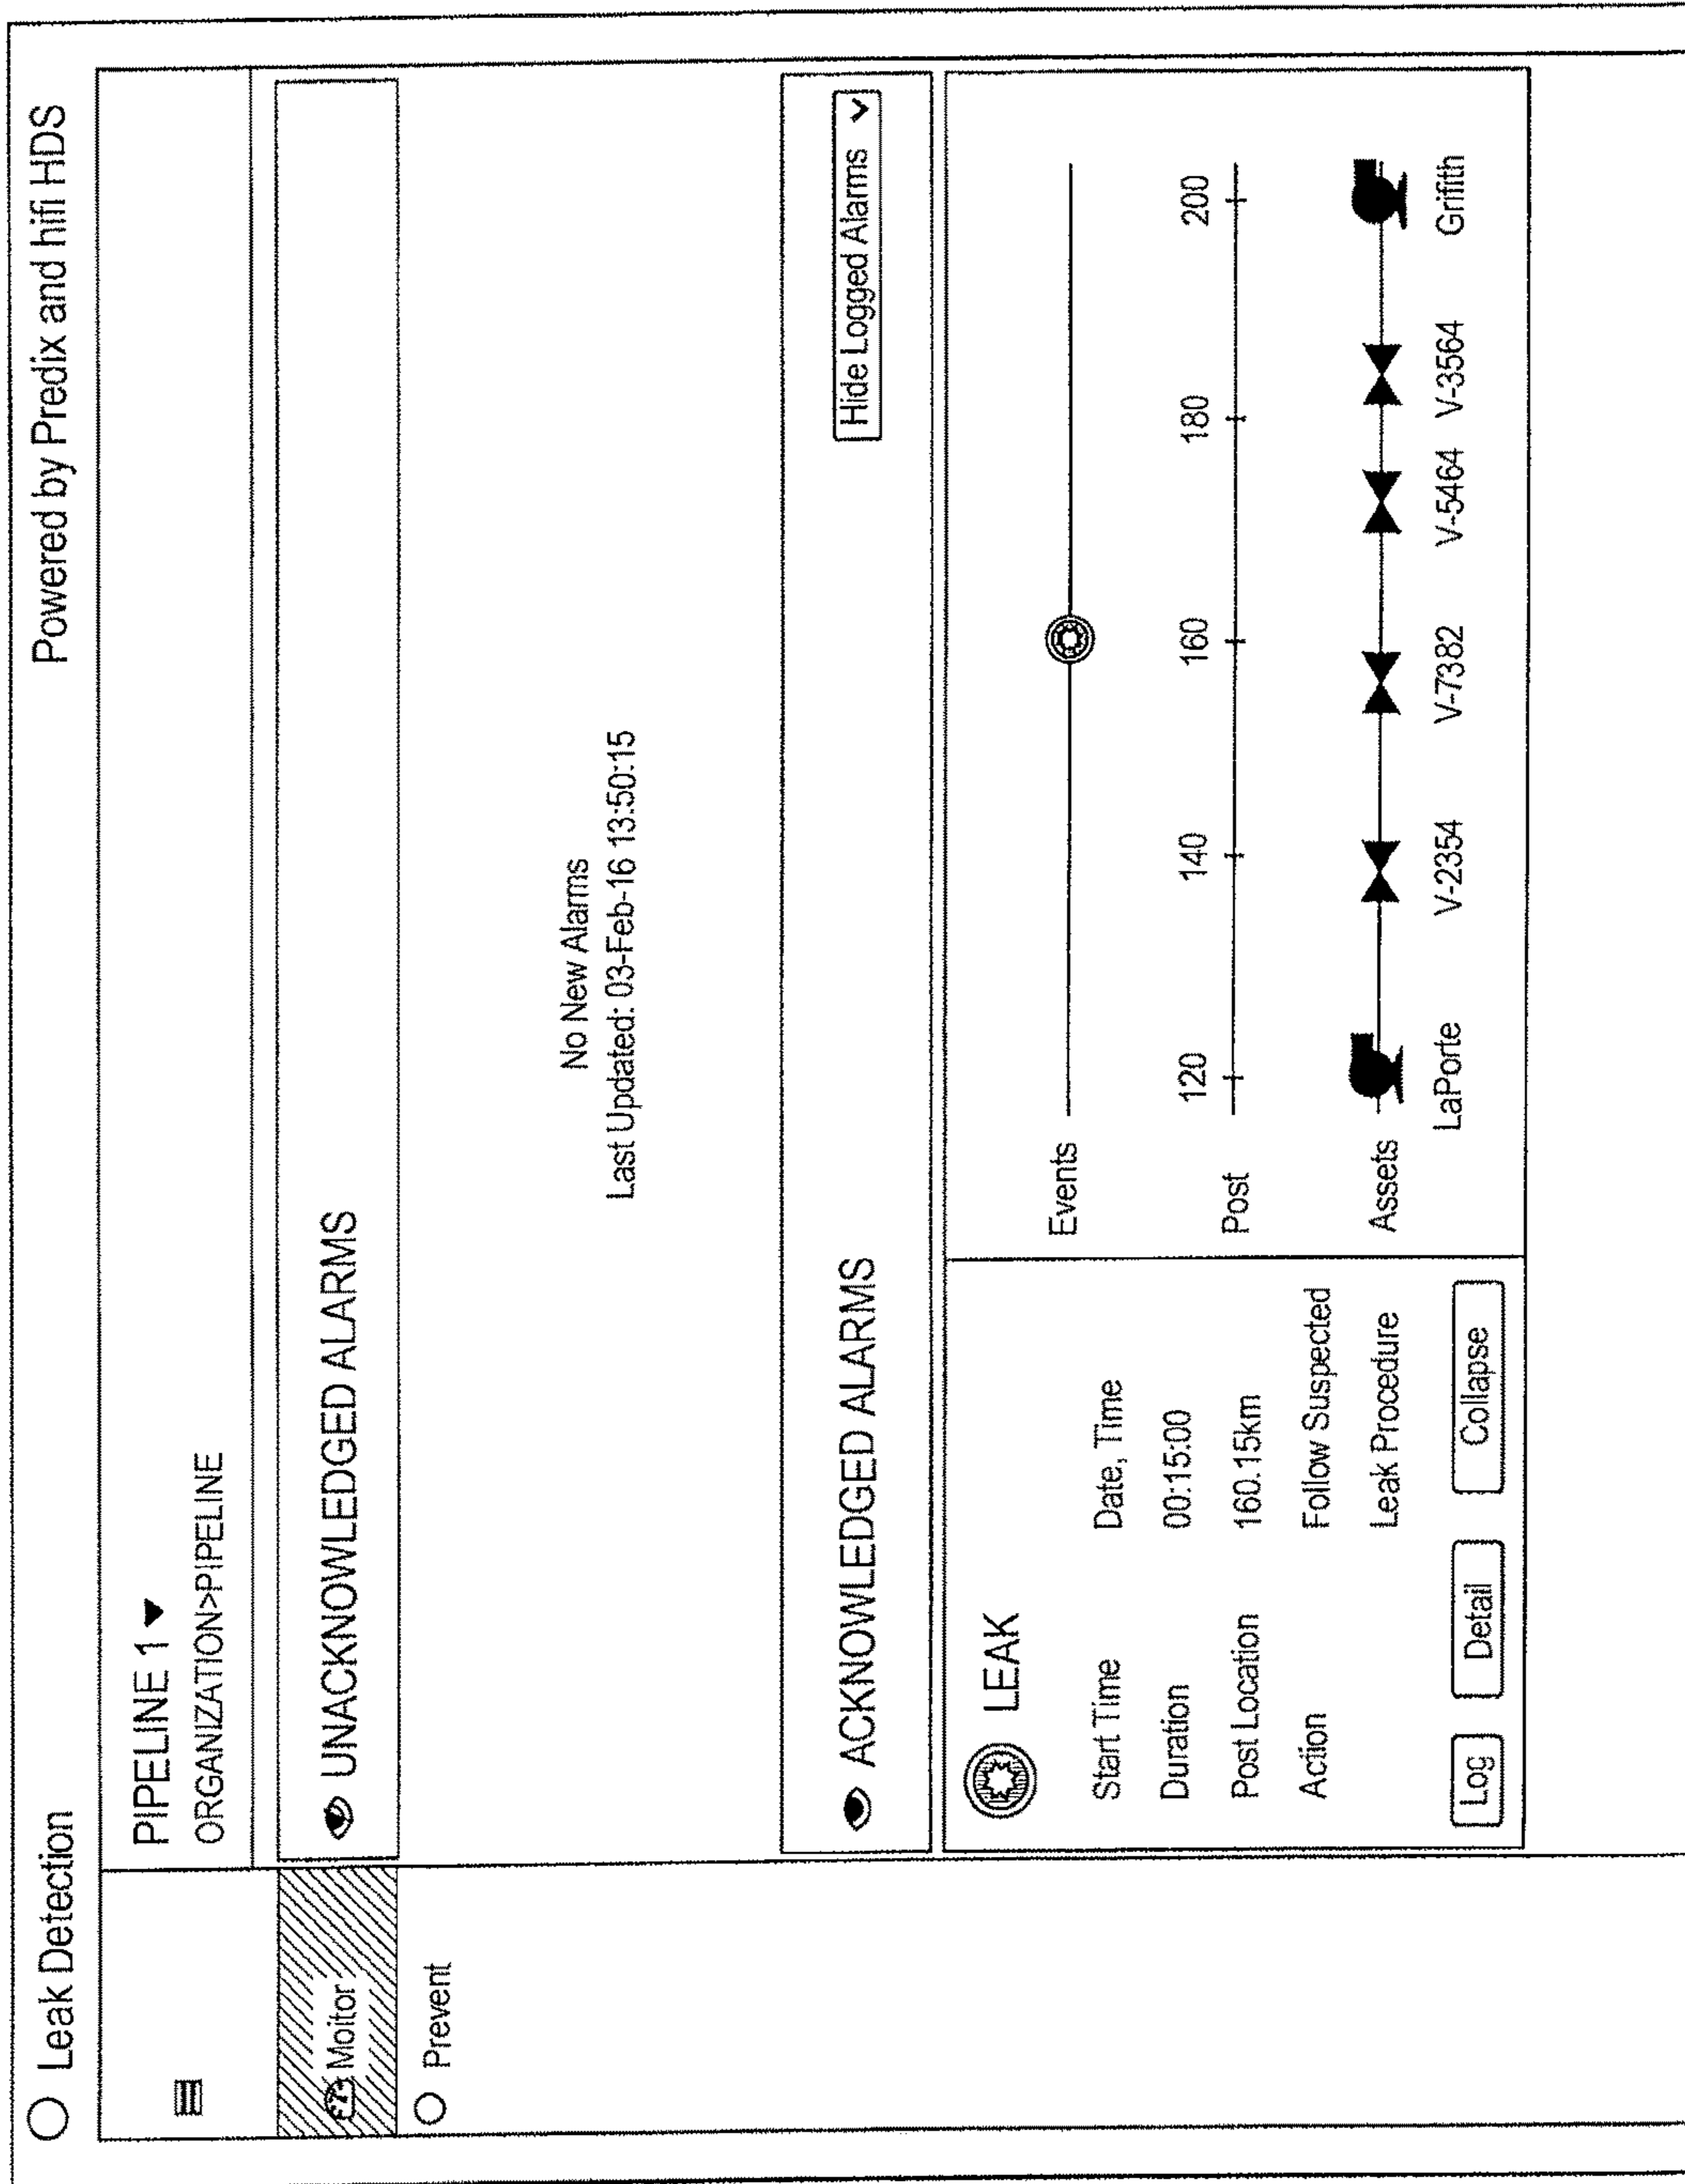 Leak Detection
Powered by Predix and hifi HDS
PIPELINE 1
ORGANIZATION>PIPELINE
Moitor
Prevent
UNACKNOWLEDGED ALARMS
No New Alarms
Last Updated: 03-Feb-16 13:50:15
ACKNOWLEDGED ALARMS
Hide Logged Alarms
LEAK
Start Time Date, Time
Duration 00:15:00
Post Location 160.15km
Action Follow Suspected
Leak Procedure
Log Detail Collapse
Events
Post 120 140 160 180 200
Assets
LaPorte V-2354 V-7382 V-5464 V-3564 Grifith